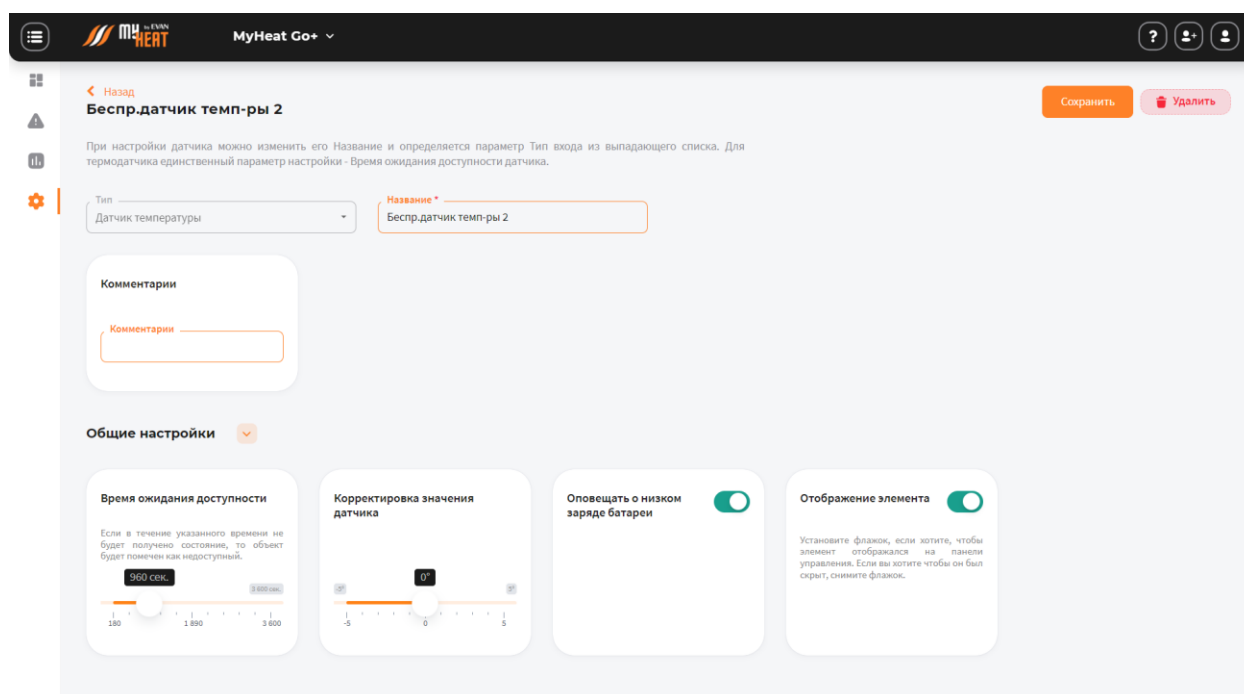 my by EVAN
HEAT
MyHeat Go+
?
Назад
Беспр.датчик темп-ры 2
Сохранить
Удалить
При настройки датчика можно изменить его Название и определяется параметр Тип входа из выпадающего списка. Для
термодатчика единственный параметр настройки - Время ожидания доступности датчика.
Тип
Датчик температуры
Название *
Беспр.датчик темп-ры 2
Комментарии
Комментарии
Общие настройки
Время ожидания доступности
Если в течение указанного времени не
будет получено состояние, то объект
будет помечен как недоступный.
960 сек.
3 600 сек.
180 1 890 3 600
Корректировка значения
датчика
-5° 0° 5°
-5 0 5
Оповещать о низком
заряде батареи
Отображение элемента
Установите флажок, если хотите, чтобы
элемент отображался на панели
управления. Если вы хотите чтобы он был
скрыт, снимите флажок.